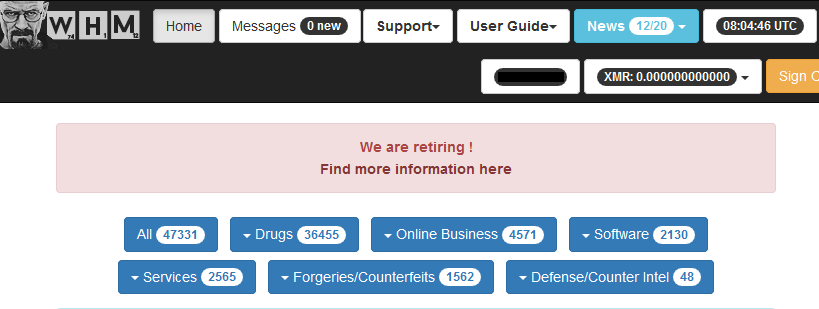 WHM Home Messages 0 new Support User Guide News 12/20 08:04:46 UTC
XMR: 0.000000000000 Sign O
We are retiring !
Find more information here
All 47331 Drugs 36455 Online Business 4571 Software 2130
Services 2565 Forgeries/Counterfeits 1562 Defense/Counter Intel 48